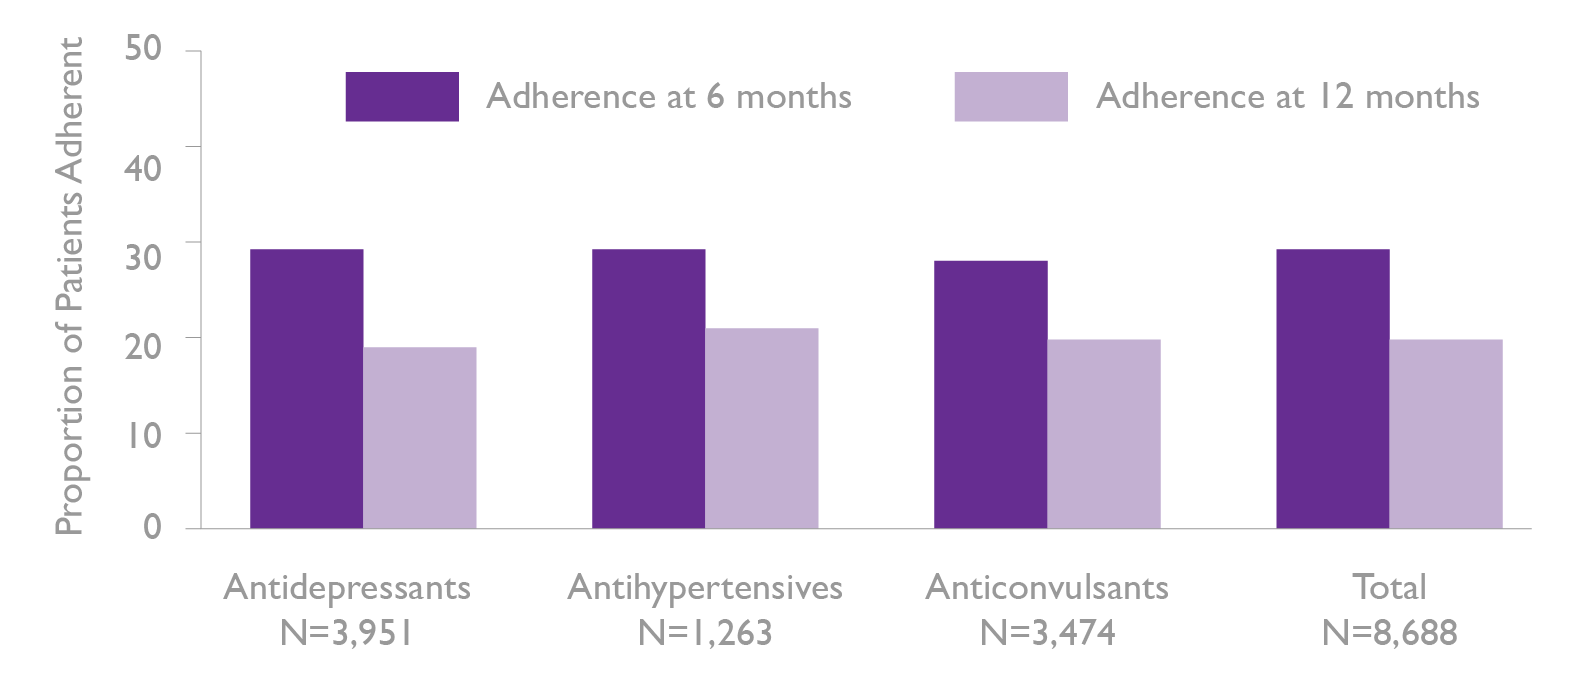 Proportion of Patients Adherent
50
40
30
20
10
0
Adherence at 6 months
Adherence at 12 months
Antidepressants
N=3,951
Antihypertensives
N=1,263
Anticonvulsants
N=3,474
Total
N=8,688